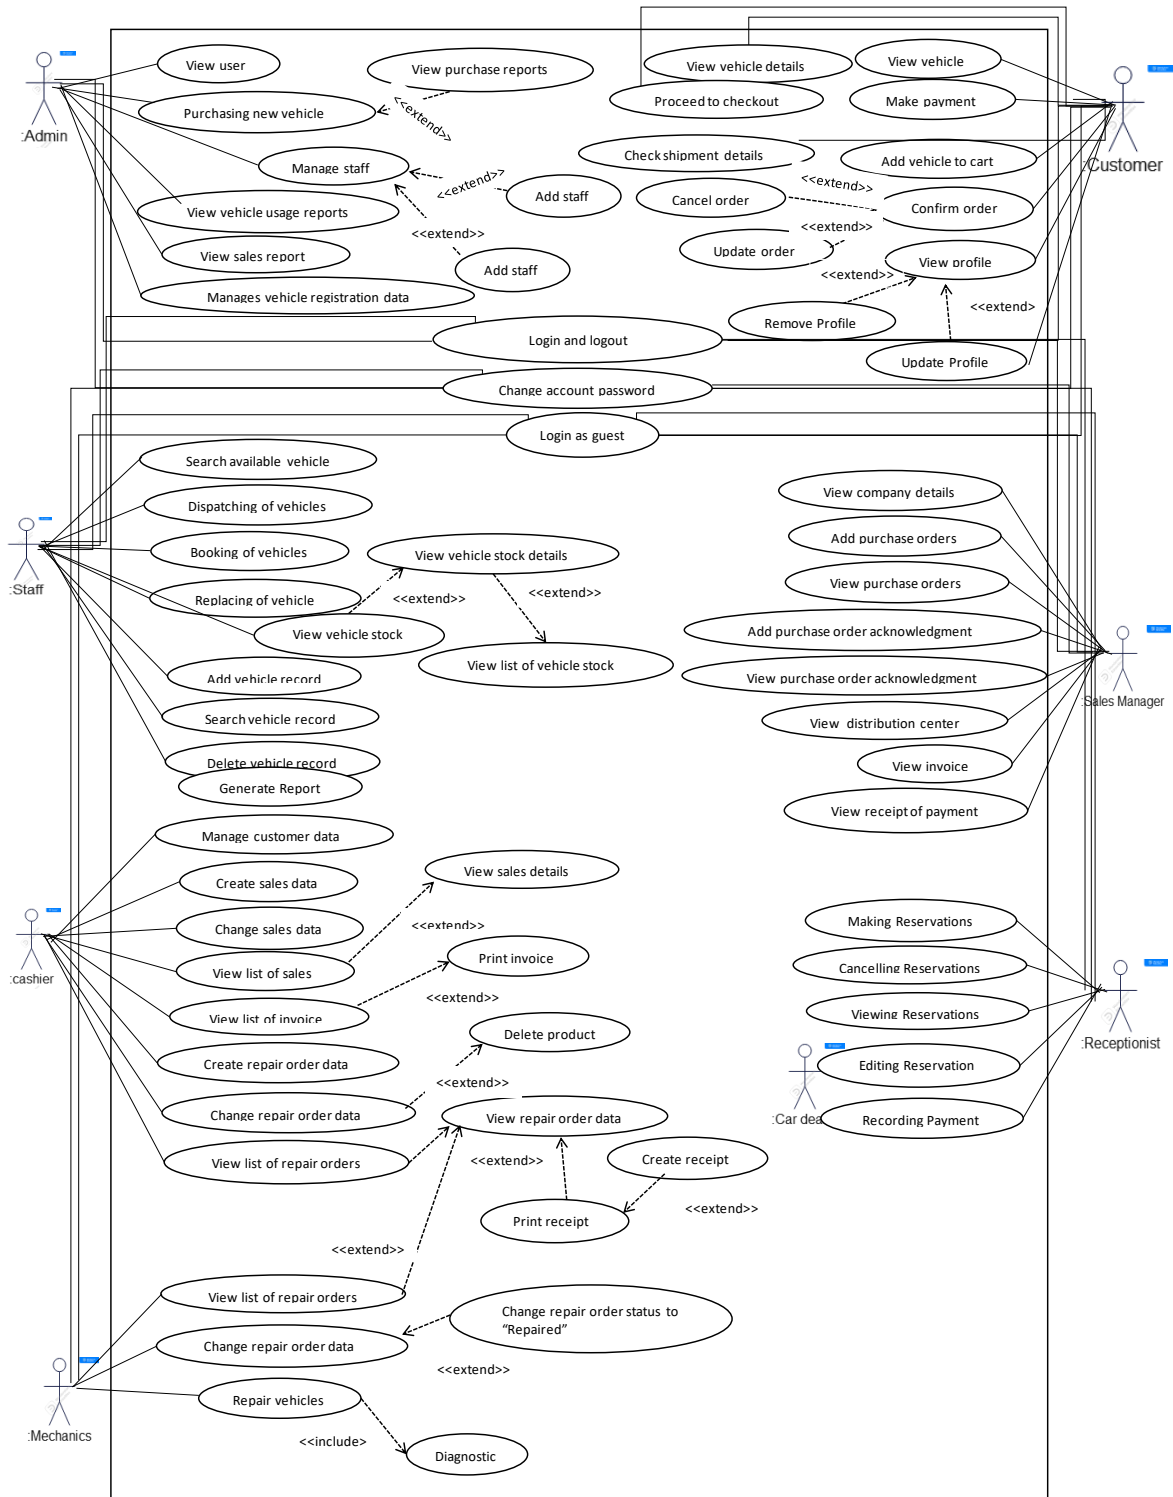 View user
View purchase reports
View vehicle details
View vehicle
Purchasing new vehicle
<<extend>>
Proceed to checkout
Make payment
:Admin
:Customer
Manage staff
<<extend>>
Add staff
Check shipment details
Add vehicle to cart
<<extend>>
Cancel order
Confirm order
View vehicle usage reports
<<extend>>
<<extend>>
View sales report
Add staff
Update order
View profile
<<extend>>
Manages vehicle registration data
<<extend>
Remove Profile
Login and logout
Update Profile
Change account password
Login as guest
Search available vehicle
Dispatching of vehicles
Booking of vehicles
:Staff
Replacing of vehicle
View vehicle stock details
<<extend>>
<<extend>>
View vehicle stock
View list of vehicle stock
Add vehicle record
Search vehicle record
Delete vehicle record
Generate Report
View company details
Add purchase orders
View purchase orders
Add purchase order acknowledgment
View purchase order acknowledgment
:Sales Manager
View distribution center
View invoice
View receipt of payment
Manage customer data
Create sales data
View sales details
Change sales data
<<extend>>
:cashier
View list of sales
Print invoice
<<extend>>
View list of invoice
Delete product
Create repair order data
<<extend>>
Change repair order data
View repair order data
View list of repair orders
<<extend>>
Create receipt
Print receipt
<<extend>>
<<extend>>
Making Reservations
Cancelling Reservations
Viewing Reservations
:Receptionist
Editing Reservation
:Car dea
Recording Payment
View list of repair orders
Change repair order status to
“Repaired”
Change repair order data
<<extend>>
Repair vehicles
:Mechanics
<<include>
Diagnostic